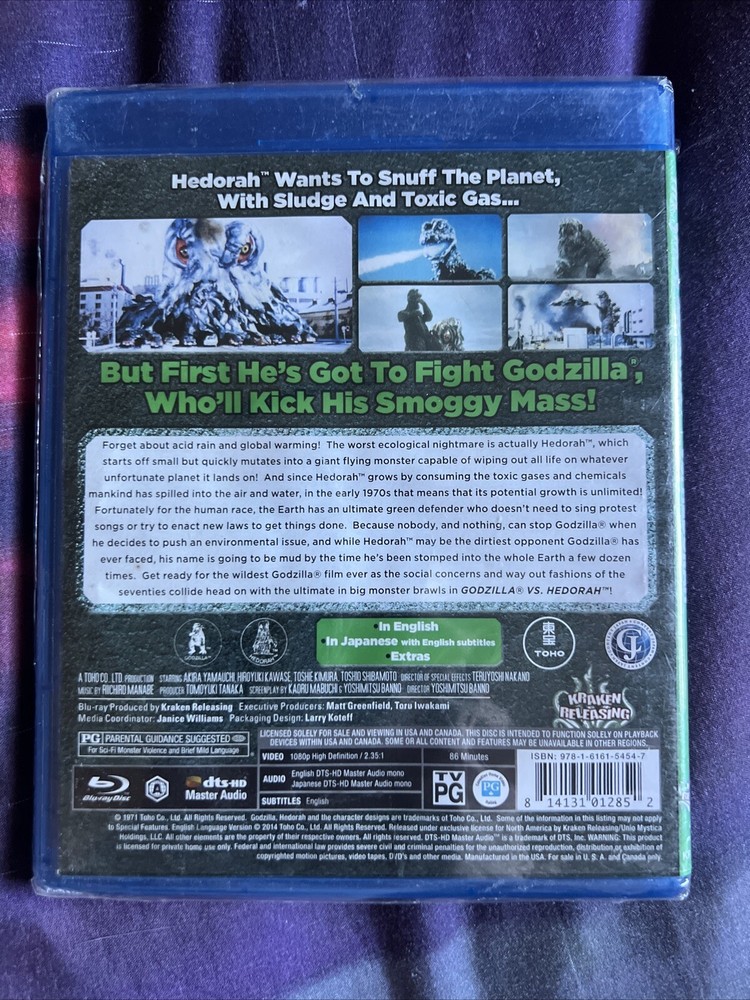 Hedorah™ Wants To Snuff The Planet,
With Sludge And Toxic Gas...
But First He's Got To Fight Godzilla®,
Who'll Kick His Smoggy Mass!
Forget about acid rain and global warming! The worst ecological nightmare is actually Hedorah™, which
starts off small but quickly mutates into a giant flying monster capable of wiping out all life on whatever
unfortunate planet it lands on! And since Hedorah™ grows by consuming the toxic gases and chemicals
mankind has spilled into the air and water, in the early 1970s that means that its potential growth is unlimited!
Fortunately for the human race, the Earth has an ultimate green defender who doesn't need to sing protest
songs or try to enact new laws to get things done. Because nobody, and nothing, can stop Godzilla® when
he decides to push an environmental issue, and while Hedorah™ may be the dirtiest opponent Godzilla® has
ever faced, his name is going to be mud by the time he's been stomped into the whole Earth a few dozen
times. Get ready for the wildest Godzilla® film ever as the social concerns and way out fashions of the
seventies collide head on with the ultimate in big monster brawls in GODZILLA® VS. HEDORAH™!
•In English
•In Japanese with English subtitles
•Extras
GODZILLA
HEDORAH
東宝
TOHO
A TOHO CO., LTD. PRODUCTION STARRING AKIRA YAMAUCHI, HIROYUKI KAWASE, TOSHIE KIMURA, TOSHIO SHIBAMOTO DIRECTOR OF SPECIAL EFFECTS TERUYOSHI NAKANO
MUSIC BY RIICHIRO MANABE PRODUCER TOMOYUKI TANAKA SCREENPLAY BY KAORU MABUCHI & YOSHIMITSU BANNO DIRECTOR YOSHIMITSU BANNO
Blu-ray Produced by Kraken Releasing Executive Producers: Matt Greenfield, Toru Iwakami
Media Coordinator: Janice Williams Packaging Design: Larry Koteff
KRAKEN
RELEASING
PG PARENTAL GUIDANCE SUGGESTED
For Sci-Fi Monster Violence and Brief Mild Language
LICENSED SOLELY FOR SALE AND VIEWING IN USA AND CANADA. THIS DISC IS INTENDED TO FUNCTION SOLELY ON PLAYBACK
DEVICES WITHIN USA AND CANADA. SOME OR ALL CONTENT AND FEATURES MAY BE UNAVAILABLE IN OTHER REGIONS.
VIDEO 1080p High Definition / 2.35:1
86 Minutes
AUDIO English DTS-HD Master Audio mono
Japanese DTS-HD Master Audio mono
SUBTITLES English
Blu-ray Disc
A
dts-HD
Master Audio
TV
PG
PG
ISBN: 978-1-6161-5454-7
8 14131 01285 2
© 1971 Toho Co., Ltd. All Rights Reserved. Godzilla, Hedorah and the character designs are trademarks of Toho Co., Ltd. Some of the information in this listing may not apply
to Special Features. English Language Version © 2014 Toho Co., Ltd. All Rights Reserved. Released under exclusive license for North America by Kraken Releasing/Unio Mystica
Holdings, LLC. All other elements are the property of their respective owners. All rights reserved. DTS-HD Master Audio™ is a trademark of DTS, Inc. WARNING: This product
is licensed for private home use only. Federal and international law provides severe civil and criminal penalties for the unauthorized reproduction, distribution or exhibition of
copyrighted motion pictures, video tapes, DVD's and other media. Manufactured in the USA. For sale in U. S. A. and Canada only.